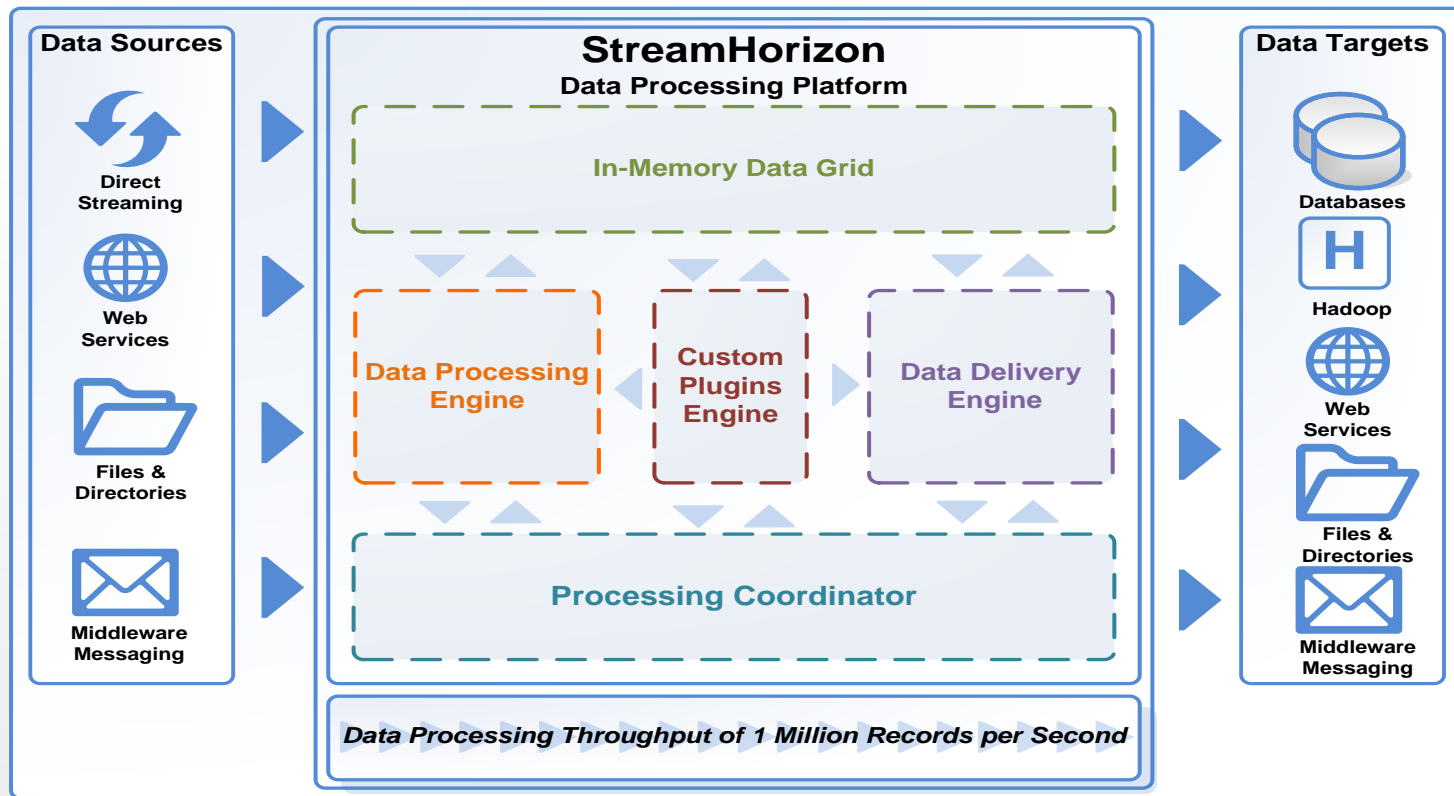 Data Sources
Direct
Streaming
Web
Services
Files &
Directories
Middleware
Messaging
StreamHorizon
Data Processing Platform
In-Memory Data Grid
Data Processing
Engine
Custom
Plugins
Engine
Data Delivery
Engine
Processing Coordinator
Data Processing Throughput of 1 Million Records per Second
Data Targets
Databases
H
Hadoop
Web
Services
Files &
Directories
Middleware
Messaging